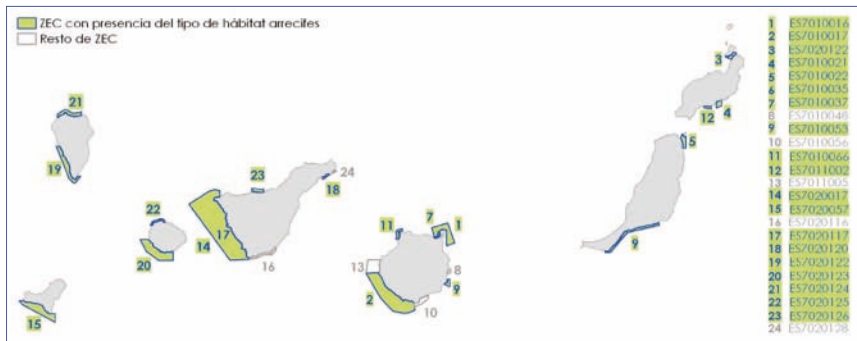 ZEC con presencia del tipo de hábitat arrecifes
Resto de ZEC
1 ES7010016
2 ES7010017
3 ES7020122
4 ES7010021
5 ES7010022
6 ES7010035
7 ES7010037
8 ES7010048
9 ES7010053
10 ES7010056
11 ES7010066
12 ES7011002
13 ES7011005
14 ES7020017
15 ES7020057
16 ES7020116
17 ES7020117
18 ES7020120
19 ES7020122
20 ES7020123
21 ES7020124
22 ES7020125
23 ES7020126
24 ES7020128
3
21
12
4
5
19
23
24
18
22
11
7
1
17
14
9
20
16
13
8
9
2
10
15